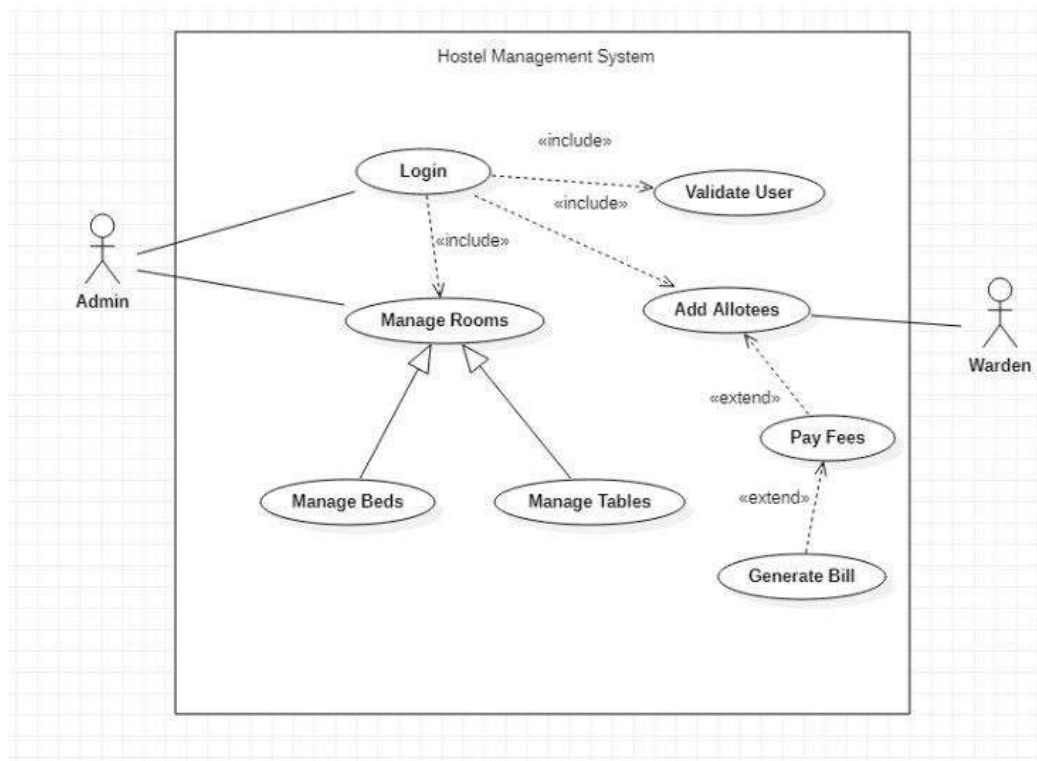 Hostel Management System
«include»
Login
Validate User
«include»
«include»
Admin
Manage Rooms
Add Allotees
Warden
«extend»
Pay Fees
Manage Beds
Manage Tables
«extend»
Generate Bill